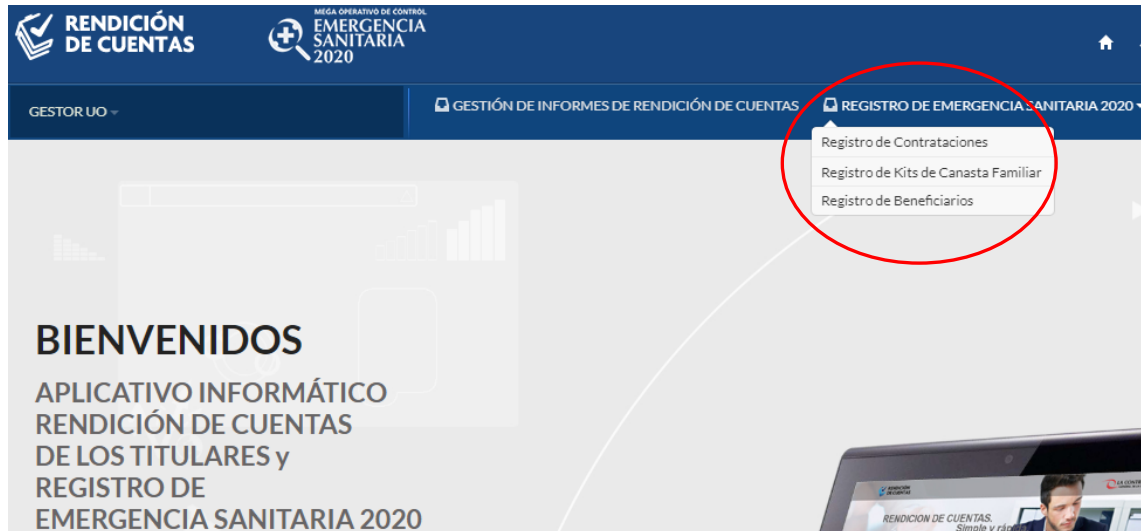 RENDICIÓN
DE CUENTAS
MEGA OPERATIVO DE CONTROL
EMERGENCIA
SANITARIA
2020
GESTOR UO
GESTIÓN DE INFORMES DE RENDICIÓN DE CUENTAS
REGISTRO DE EMERGENCIA SANITARIA 2020
Registro de Contrataciones
Registro de Kits de Canasta Familiar
Registro de Beneficiarios
BIENVENIDOS
APLICATIVO INFORMÁTICO
RENDICIÓN DE CUENTAS
DE LOS TITULARES y
REGISTRO DE
EMERGENCIA SANITARIA 2020
RENDICIÓN
DE CUENTAS
RENDICION DE CUENTAS.
Simple y